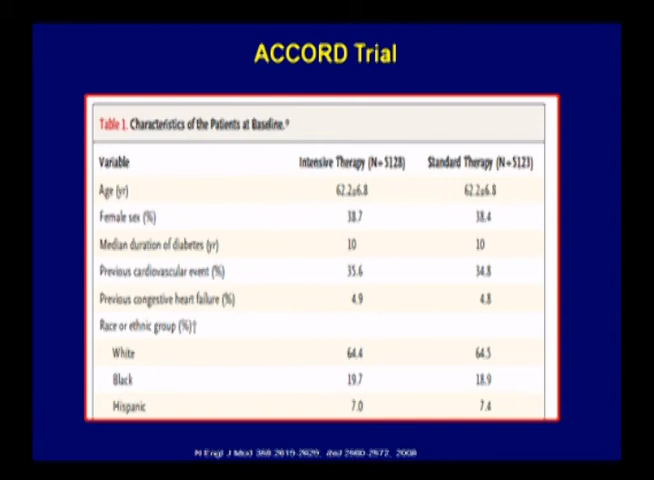 ACCORD Trial
Table 1. Characteristics of the Patients at Baseline.*
Variable Intensive Therapy (N=5128) Standard Therapy (N=5123)
Age (yr) 62.2±6.8 62.2±6.8
Female sex (%) 38.7 38.4
Median duration of diabetes (yr) 10 10
Previous cardiovascular event (%) 35.6 34.8
Previous congestive heart failure (%) 4.9 4.8
Race or ethnic group (%)†
White 64.4 64.5
Black 19.7 18.9
Hispanic 7.0 7.4
N Engl J Med 2008